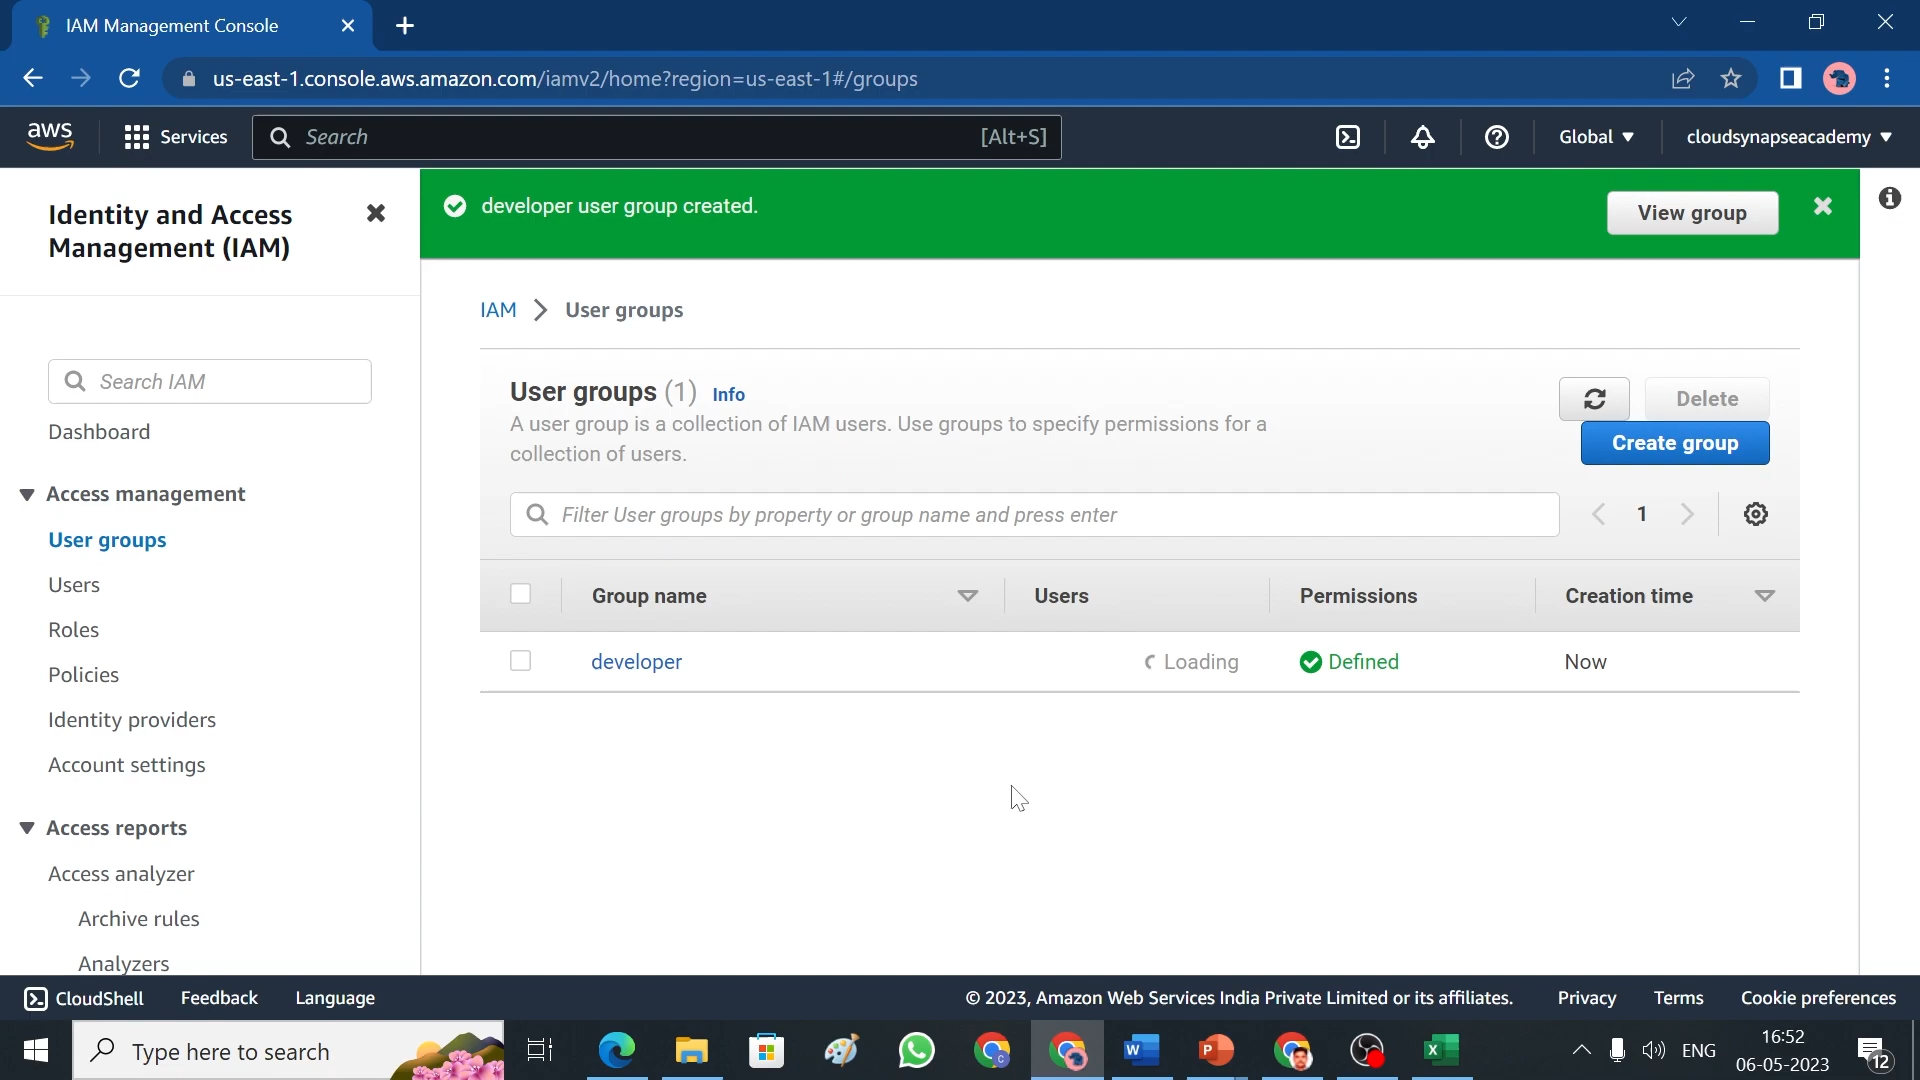 IAM Management Console
us-east-1.console.aws.amazon.com/iamv2/home?region=us-east-1#/groups
aws
Services
Search
[Alt+S]
Global
cloudsynapseacademy
Identity and Access
Management (IAM)
Search IAM
Dashboard
Access management
User groups
Users
Roles
Policies
Identity providers
Account settings
Access reports
Access analyzer
Archive rules
Analyzers
developer user group created.
View group
IAM
User groups
User groups (1) Info
A user group is a collection of IAM users. Use groups to specify permissions for a
collection of users.
Delete
Create group
Filter User groups by property or group name and press enter
1
Group name Users Permissions Creation time
developer Loading Defined Now
CloudShell Feedback Language
© 2023, Amazon Web Services India Private Limited or its affiliates. Privacy Terms Cookie preferences
Type here to search
C
W
P
X
ENG
16:52
06-05-2023
12